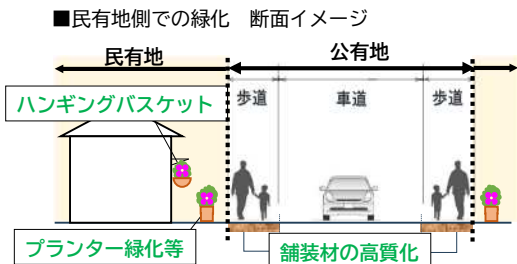 ■民有地側での緑化　断面イメージ
民有地
公有地
歩道
車道
歩道
ハンギングバスケット
プランター緑化等
舗装材の高質化